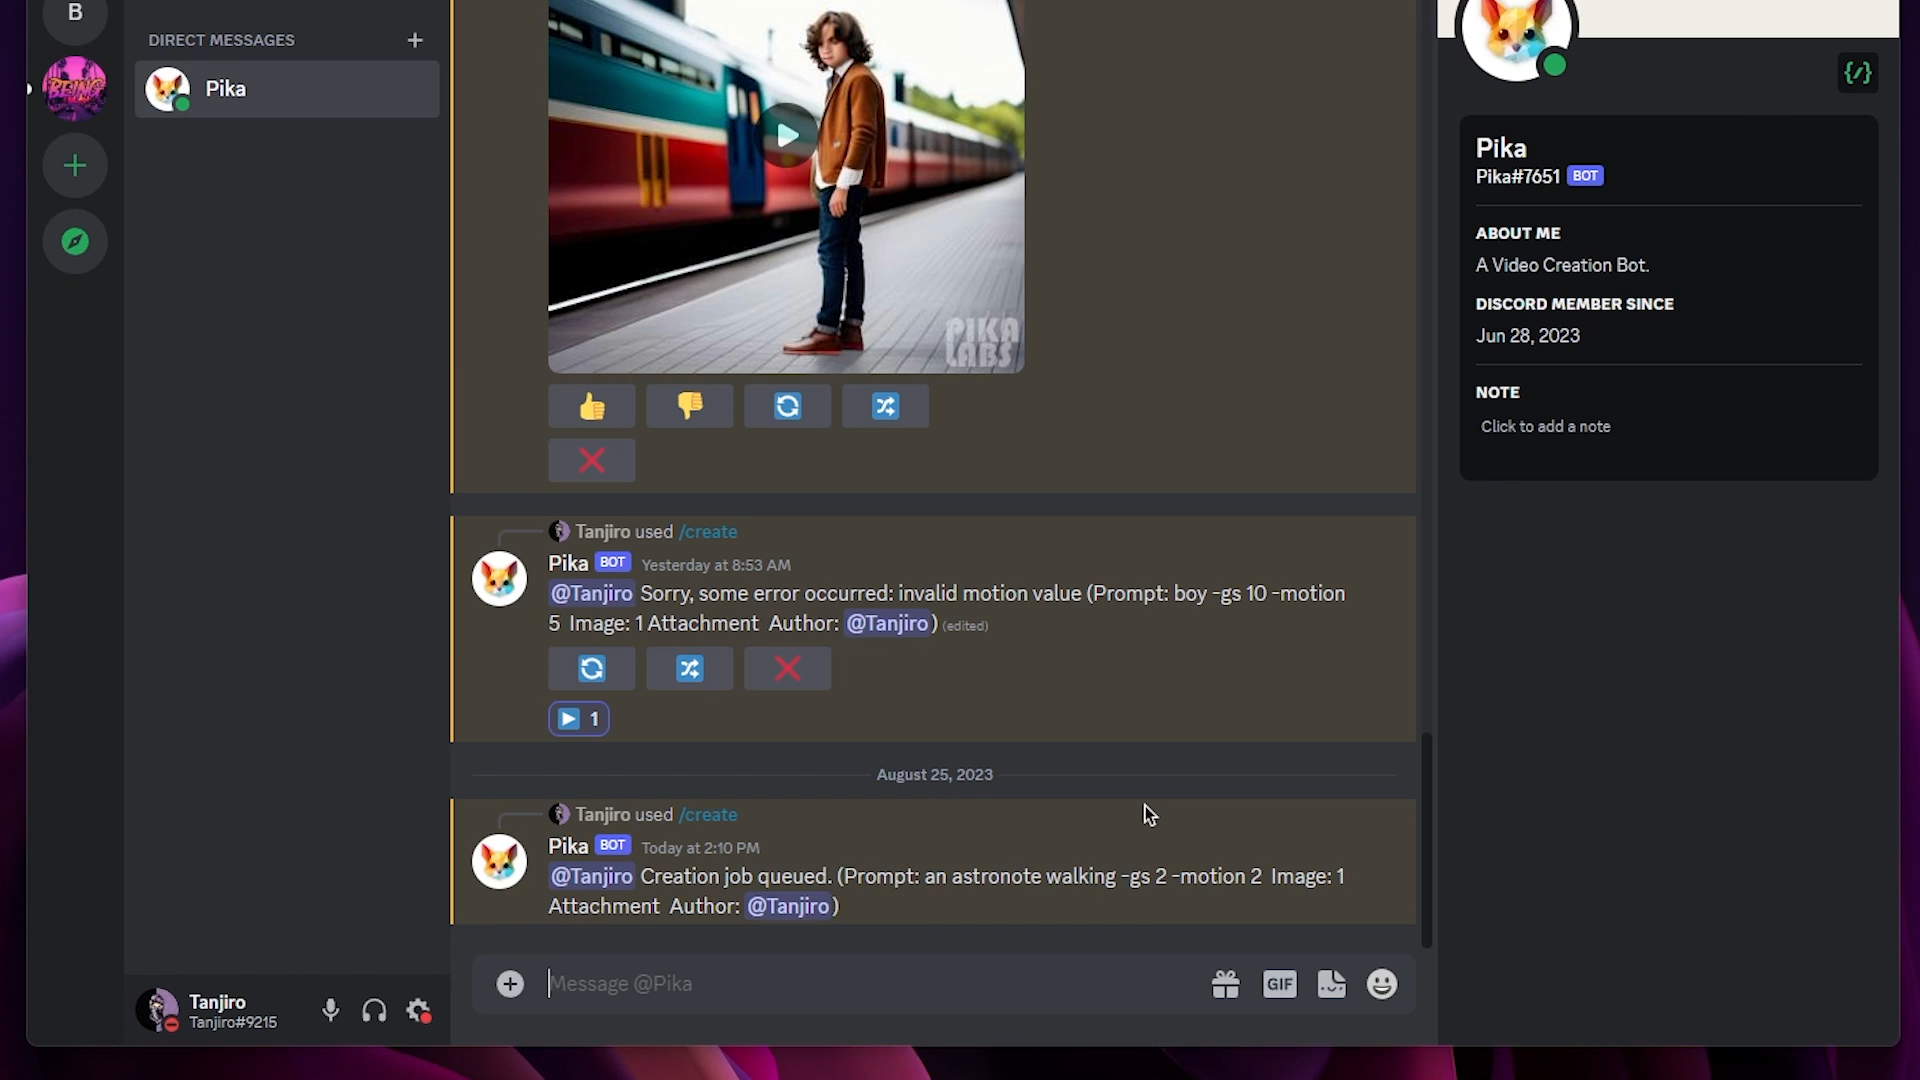 B
DIRECT MESSAGES
BEING
Pika
PIKA
LABS
Tanjiro used /create
Pika BOT Yesterday at 8:53 AM
@Tanjiro Sorry, some error occurred: invalid motion value (Prompt: boy -gs 10 -motion
5 Image: 1 Attachment Author: @Tanjiro) (edited)
1
August 25, 2023
Tanjiro used /create
Pika BOT Today at 2:10 PM
@Tanjiro Creation job queued. (Prompt: an astronote walking -gs 2 -motion 2 Image: 1
Attachment Author: @Tanjiro)
Message @Pika
GIF
Tanjiro
Tanjiro#9215
Pika
Pika#7651 BOT
ABOUT ME
A Video Creation Bot.
DISCORD MEMBER SINCE
Jun 28, 2023
NOTE
Click to add a note